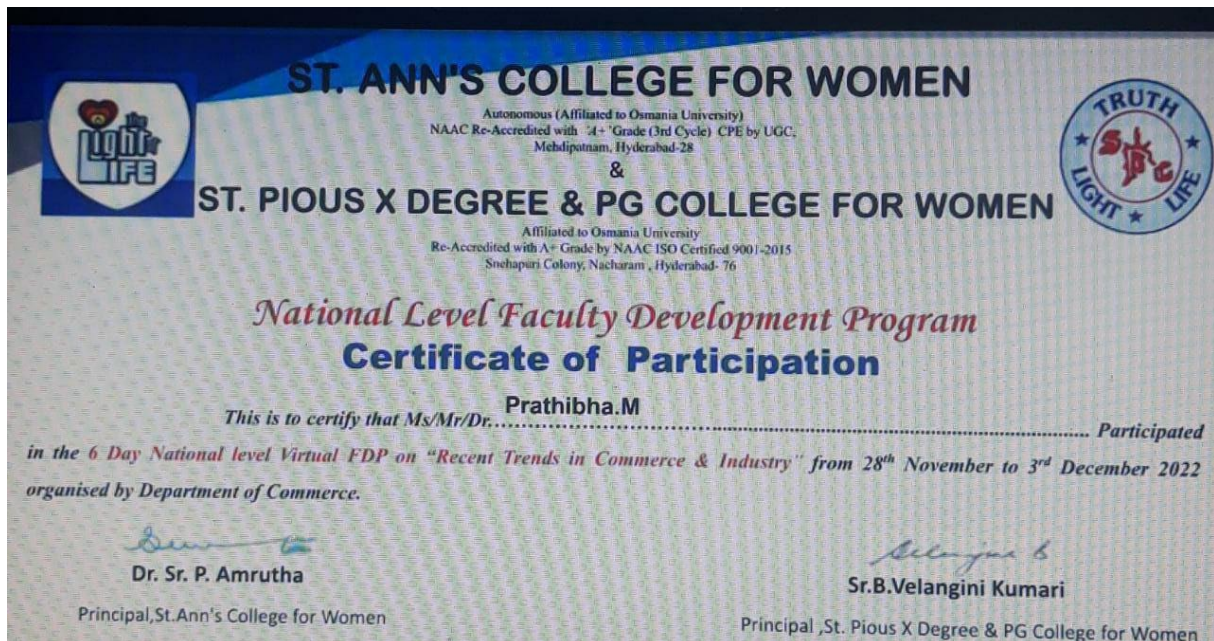 ST. ANN'S COLLEGE FOR WOMEN
Autonomous (Affiliated to Osmania University)
NAAC Re-Accredited with 'A+ 'Grade (3rd Cycle) CPE by UGC,
Mehdipatnam, Hyderabad-28
&
ST. PIOUS X DEGREE & PG COLLEGE FOR WOMEN
Affiliated to Osmania University
Re-Accredited with A+ Grade by NAAC ISO Certified 9001-2015
Snehapuri Colony, Nacharam , Hyderabad- 76
the
Light of
LIFE
TRUTH
SPC
LIGHT
LIFE
National Level Faculty Development Program
Certificate of Participation
This is to certify that Ms/Mr/Dr. Prathibha.M Participated
in the 6 Day National level Virtual FDP on "Recent Trends in Commerce & Industry" from 28th November to 3rd December 2022
organised by Department of Commerce.
Dr. Sr. P. Amrutha
Principal,St.Ann's College for Women
Sr.B.Velangini Kumari
Principal ,St. Pious X Degree & PG College for Women